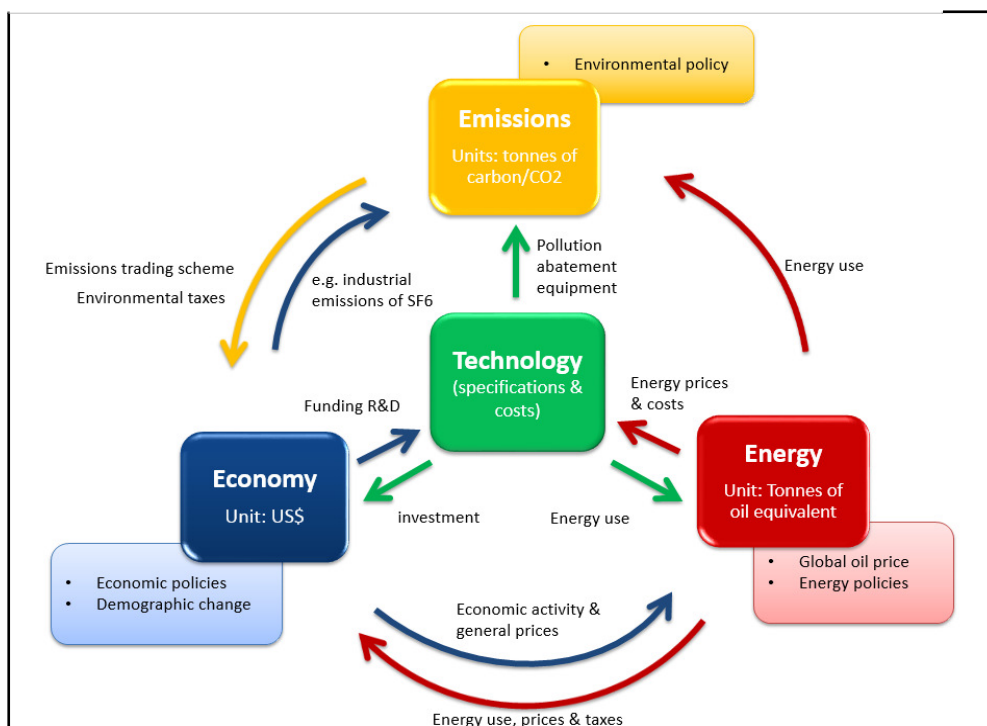 • Environmental policy
Emissions
Units: tonnes of
carbon/CO2
Emissions trading scheme
Environmental taxes
e.g. industrial
emissions of SF6
Pollution
abatement
equipment
Energy use
Technology
(specifications &
costs)
Funding R&D
Energy prices
& costs
Economy
Unit: US$
investment
Energy use
Energy
Unit: Tonnes of
oil equivalent
• Economic policies
• Demographic change
• Global oil price
• Energy policies
Economic activity &
general prices
Energy use, prices & taxes